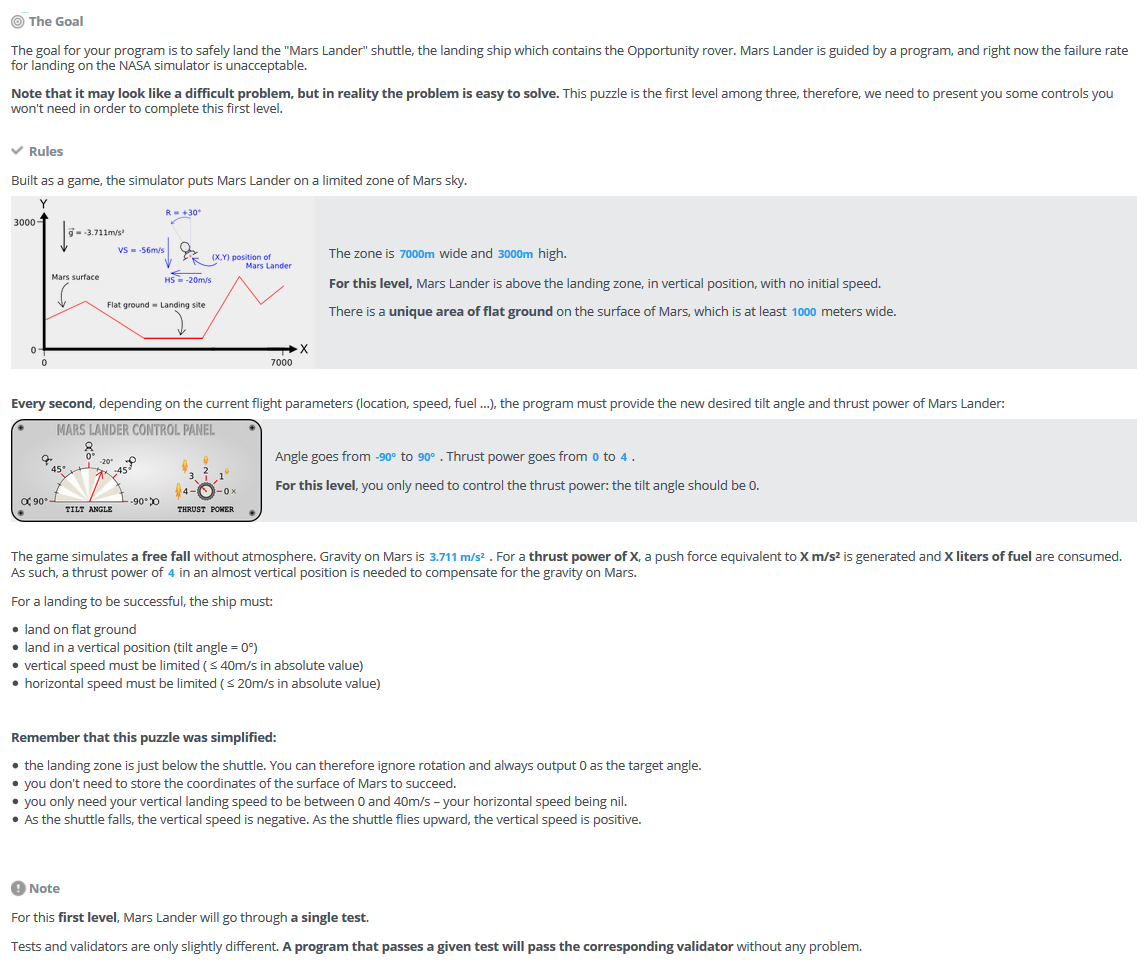 The Goal
The goal for your program is to safely land the "Mars Lander" shuttle, the landing ship which contains the Opportunity rover. Mars Lander is guided by a program, and right now the failure rate
for landing on the NASA simulator is unacceptable.
Note that it may look like a difficult problem, but in reality the problem is easy to solve. This puzzle is the first level among three, therefore, we need to present you some controls you
won't need in order to complete this first level.
Rules
Built as a game, the simulator puts Mars Lander on a limited zone of Mars sky.
Y
R = +30°
3000
g = -3.711m/s²
VS = -56m/s
(X,Y) position of
Mars Lander
Mars surface
HS = -20m/s
Flat ground = Landing site
0
X
0
7000
The zone is 7000m wide and 3000m high.
For this level, Mars Lander is above the landing zone, in vertical position, with no initial speed.
There is a unique area of flat ground on the surface of Mars, which is at least 1000 meters wide.
Every second, depending on the current flight parameters (location, speed, fuel ...), the program must provide the new desired tilt angle and thrust power of Mars Lander:
MARS LANDER CONTROL PANEL
0°
-20°
45°
-45°
90°
-90°
TILT ANGLE
2
3
1
4
0
THRUST POWER
Angle goes from -90° to 90° . Thrust power goes from 0 to 4 .
For this level, you only need to control the thrust power: the tilt angle should be 0.
The game simulates a free fall without atmosphere. Gravity on Mars is 3.711 m/s² . For a thrust power of X, a push force equivalent to X m/s² is generated and X liters of fuel are consumed.
As such, a thrust power of 4 in an almost vertical position is needed to compensate for the gravity on Mars.
For a landing to be successful, the ship must:
• land on flat ground
• land in a vertical position (tilt angle = 0°)
• vertical speed must be limited ( ≤ 40m/s in absolute value)
• horizontal speed must be limited ( ≤ 20m/s in absolute value)
Remember that this puzzle was simplified:
• the landing zone is just below the shuttle. You can therefore ignore rotation and always output 0 as the target angle.
• you don't need to store the coordinates of the surface of Mars to succeed.
• you only need your vertical landing speed to be between 0 and 40m/s – your horizontal speed being nil.
• As the shuttle falls, the vertical speed is negative. As the shuttle flies upward, the vertical speed is positive.
Note
For this first level, Mars Lander will go through a single test.
Tests and validators are only slightly different. A program that passes a given test will pass the corresponding validator without any problem.